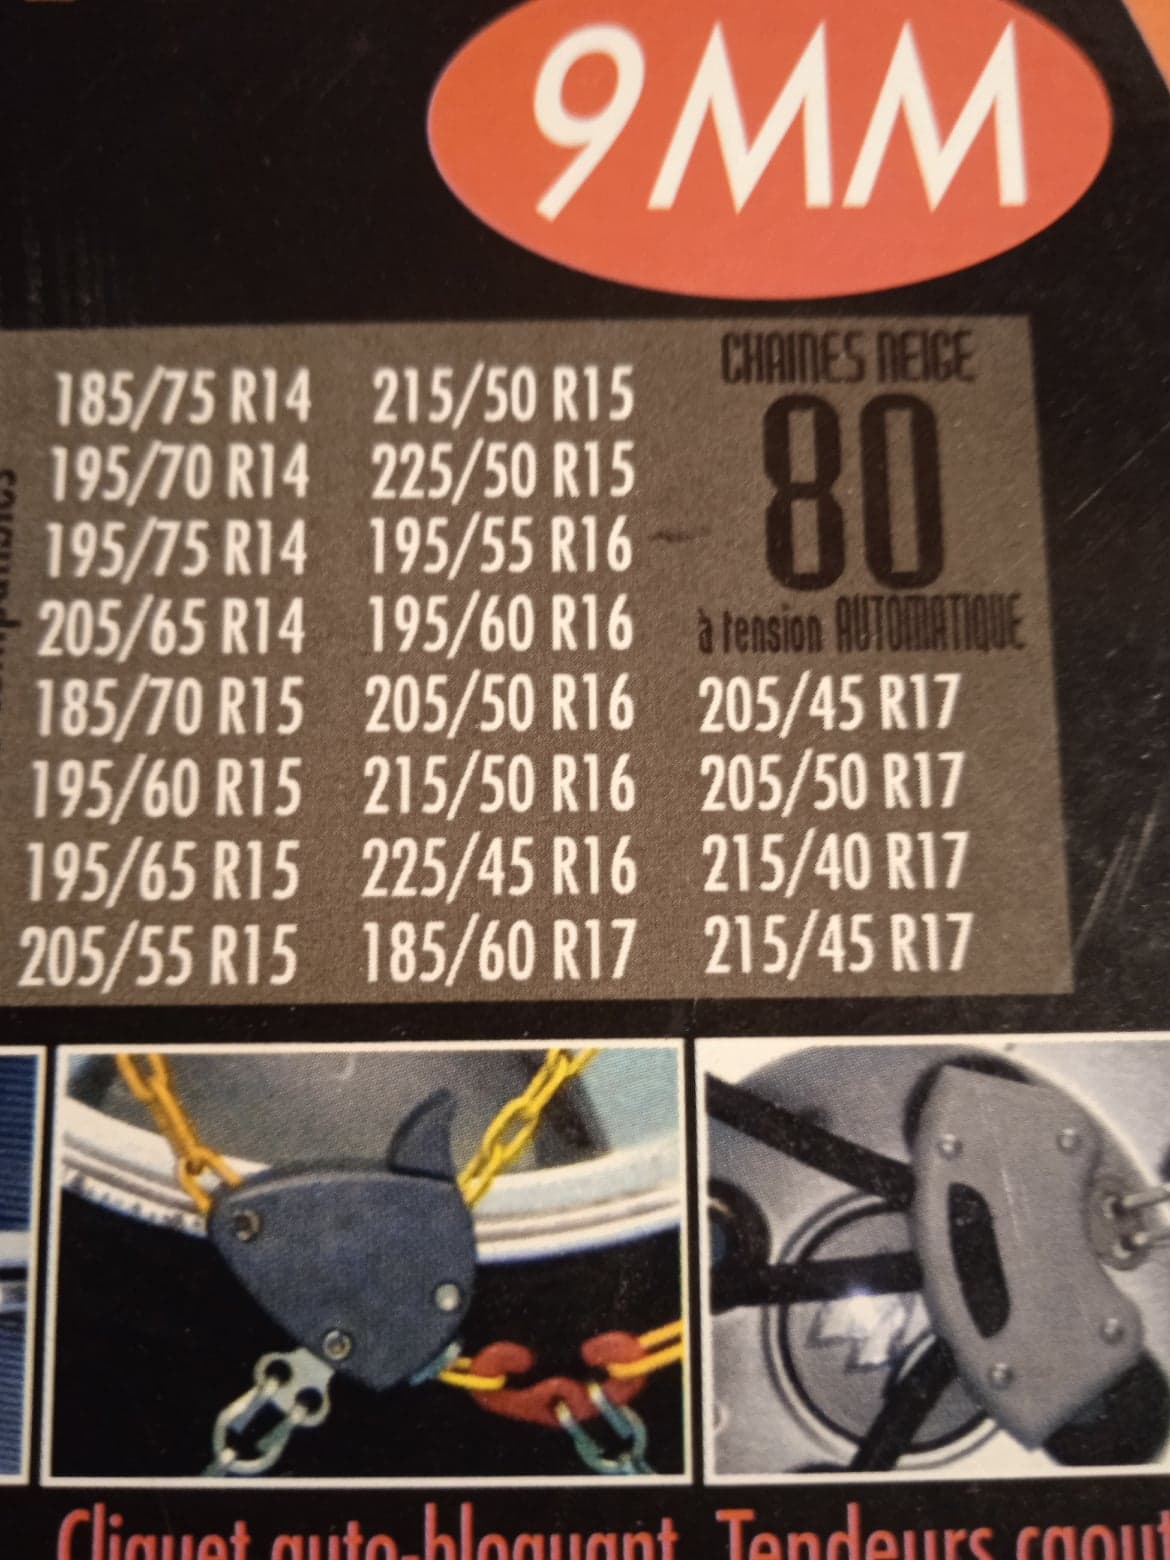 9MM
CHAINES NEIGE
80
à tension AUTOMATIQUE
185/75 R14
195/70 R14
195/75 R14
205/65 R14
185/70 R15
195/60 R15
195/65 R15
205/55 R15
215/50 R15
225/50 R15
195/55 R16
195/60 R16
205/50 R16
215/50 R16
225/45 R16
185/60 R17
205/45 R17
205/50 R17
215/40 R17
215/45 R17
Cliquet auto-bloquant
Tendeurs caout